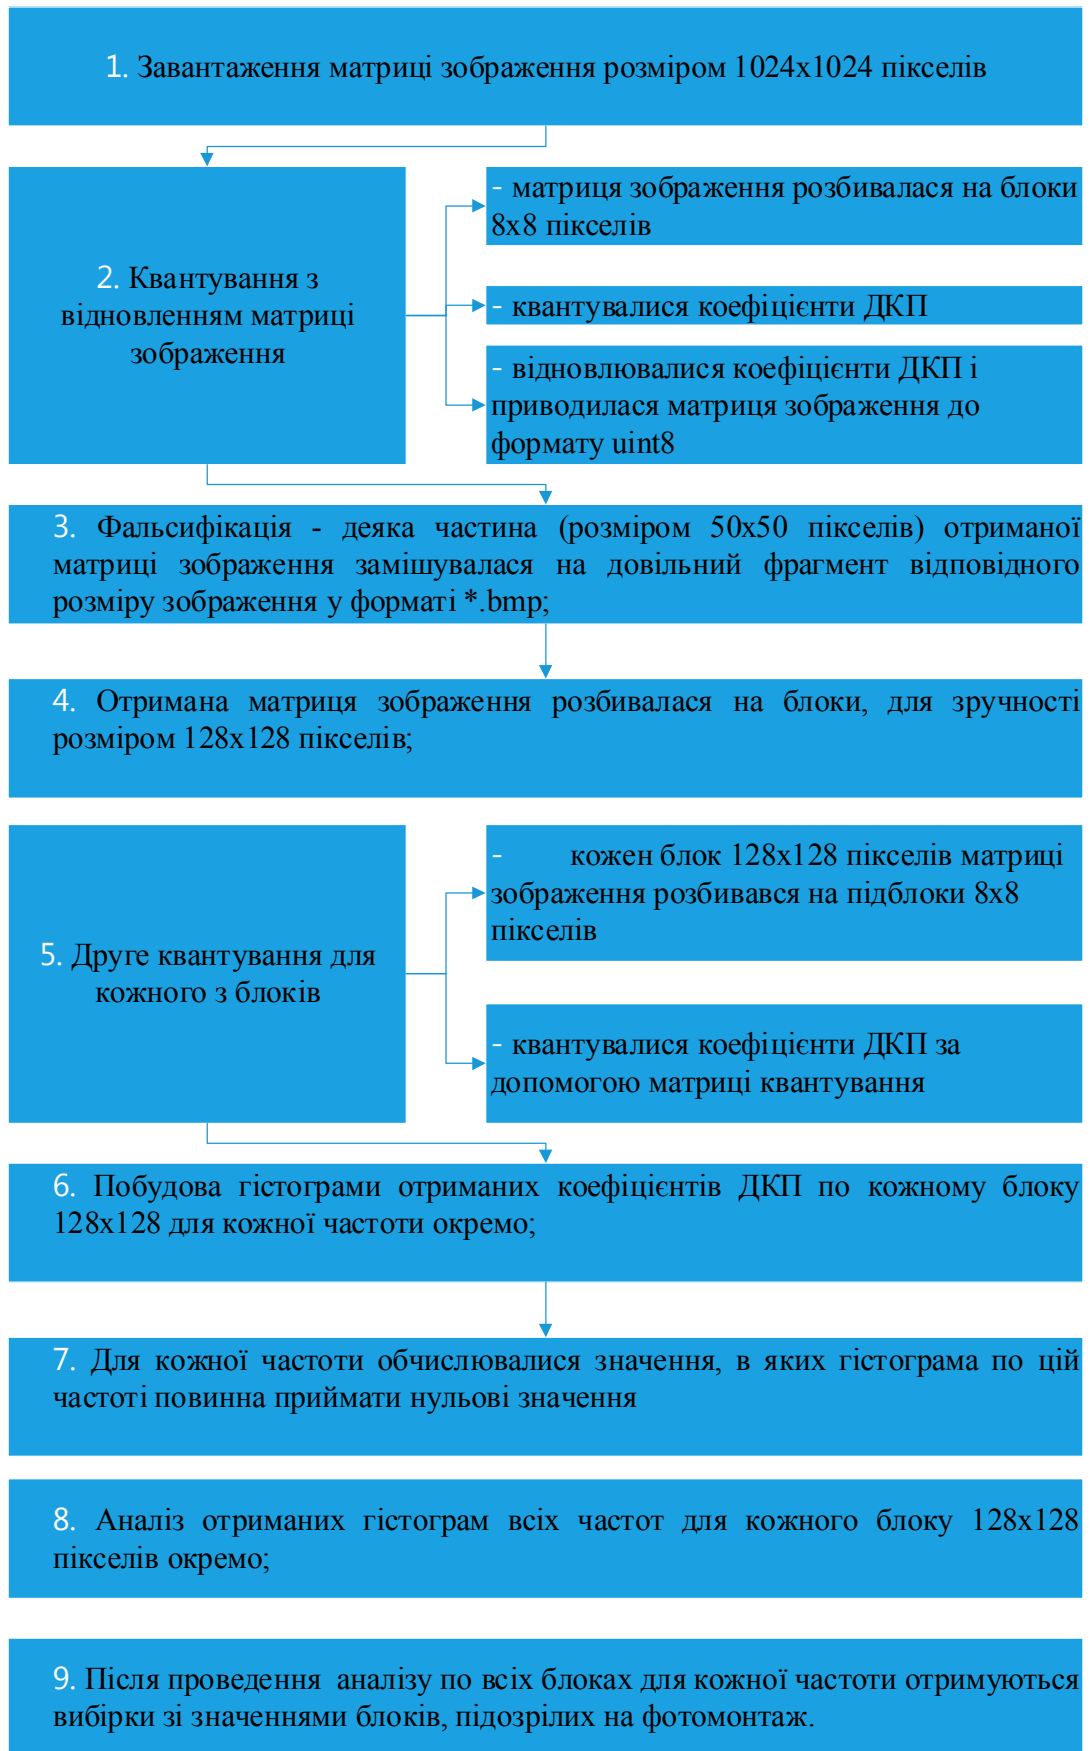 1. Завантаження матриці зображення розміром 1024х1024 пікселів
2. Квантування з
відновленням матриці
зображення
- матриця зображення розбивалася на блоки
8х8 пікселів
- квантувалися коефіцієнти ДКП
- відновлювалися коефіцієнти ДКП і
приводилася матриця зображення до
формату uint8
3. Фальсифікація - деяка частина (розміром 50х50 пікселів) отриманої
матриці зображення замішувалася на довільний фрагмент відповідного
розміру зображення у форматі *.bmp;
4. Отримана матриця зображення розбивалася на блоки, для зручності
розміром 128х128 пікселів;
5. Друге квантування для
кожного з блоків
- кожен блок 128х128 пікселів матриці
зображення розбивався на підблоки 8х8
пікселів
- квантувалися коефіцієнти ДКП за
допомогою матриці квантування
6. Побудова гістограми отриманих коефіцієнтів ДКП по кожному блоку
128х128 для кожної частоти окремо;
7. Для кожної частоти обчислювалися значення, в яких гістограма по цій
частоті повинна приймати нульові значення
8. Аналіз отриманих гістограм всіх частот для кожного блоку 128х128
пікселів окремо;
9. Після проведення аналізу по всіх блоках для кожної частоти отримуються
вибірки зі значеннями блоків, підозрілих на фотомонтаж.